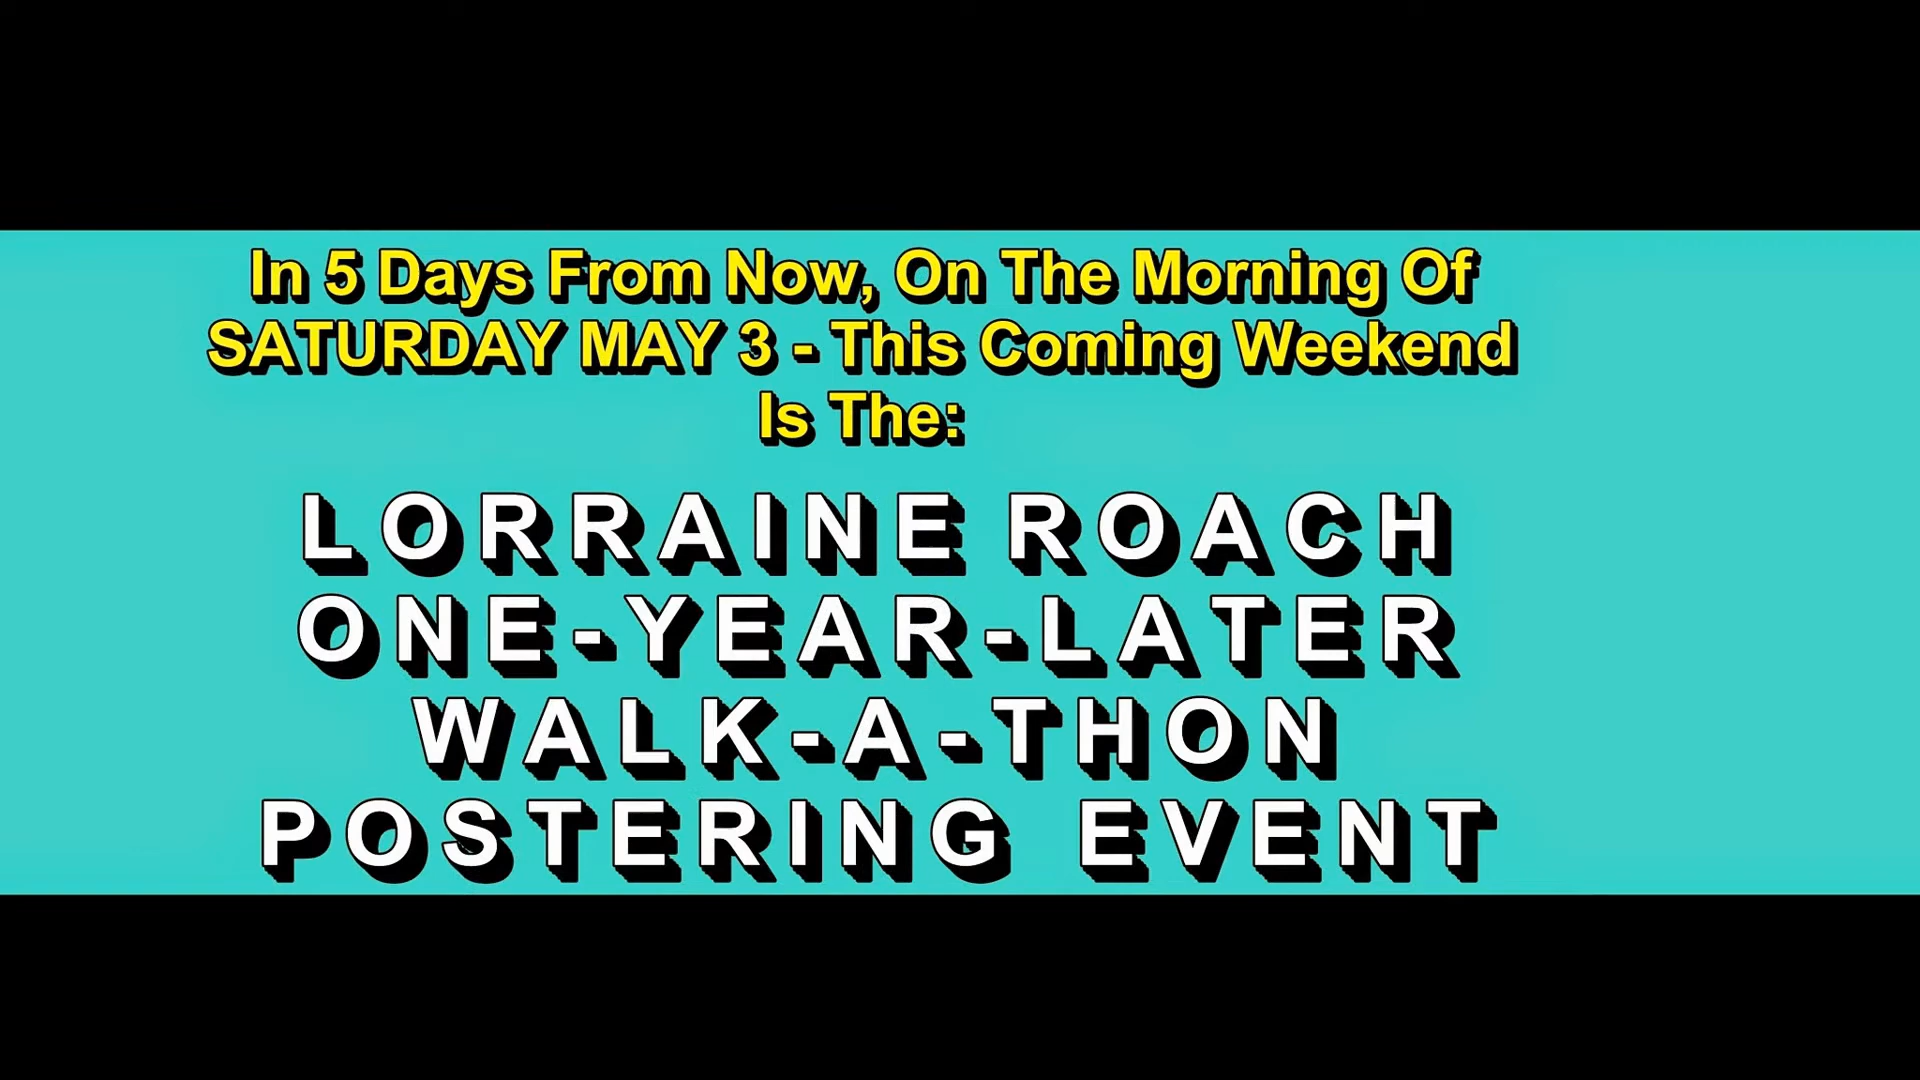 In 5 Days From Now, On The Morning Of
SATURDAY MAY 3 - This Coming Weekend
Is The:
LORRAINE ROACH
ONE-YEAR-LATER
WALK-A-THON
POSTERING EVENT